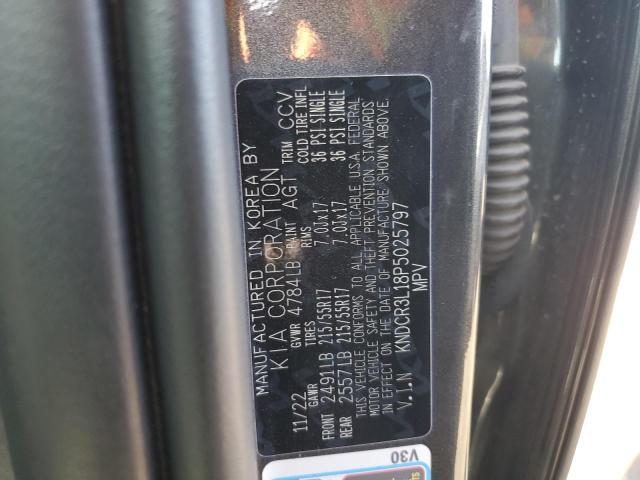 MANUFACTURED IN KOREA BY
KIA CORPORATION
11/22 GVWR 4784LB PAINT AGT TRIM CCV
GAWR TIRES RIMS COLD TIRE INFL
FRONT 2491LB 215/55R17 7.0Jx17 36 PSI SINGLE
REAR 2557LB 215/55R17 7.0Jx17 36 PSI SINGLE
THIS VEHICLE CONFORMS TO ALL APPLICABLE U.S.A. FEDERAL
MOTOR VEHICLE SAFETY AND THEFT PREVENTION STANDARDS
IN EFFECT ON THE DATE OF MANUFACTURE SHOWN ABOVE.
V.I.N KNDCR3L18P5025797
MPV
V30